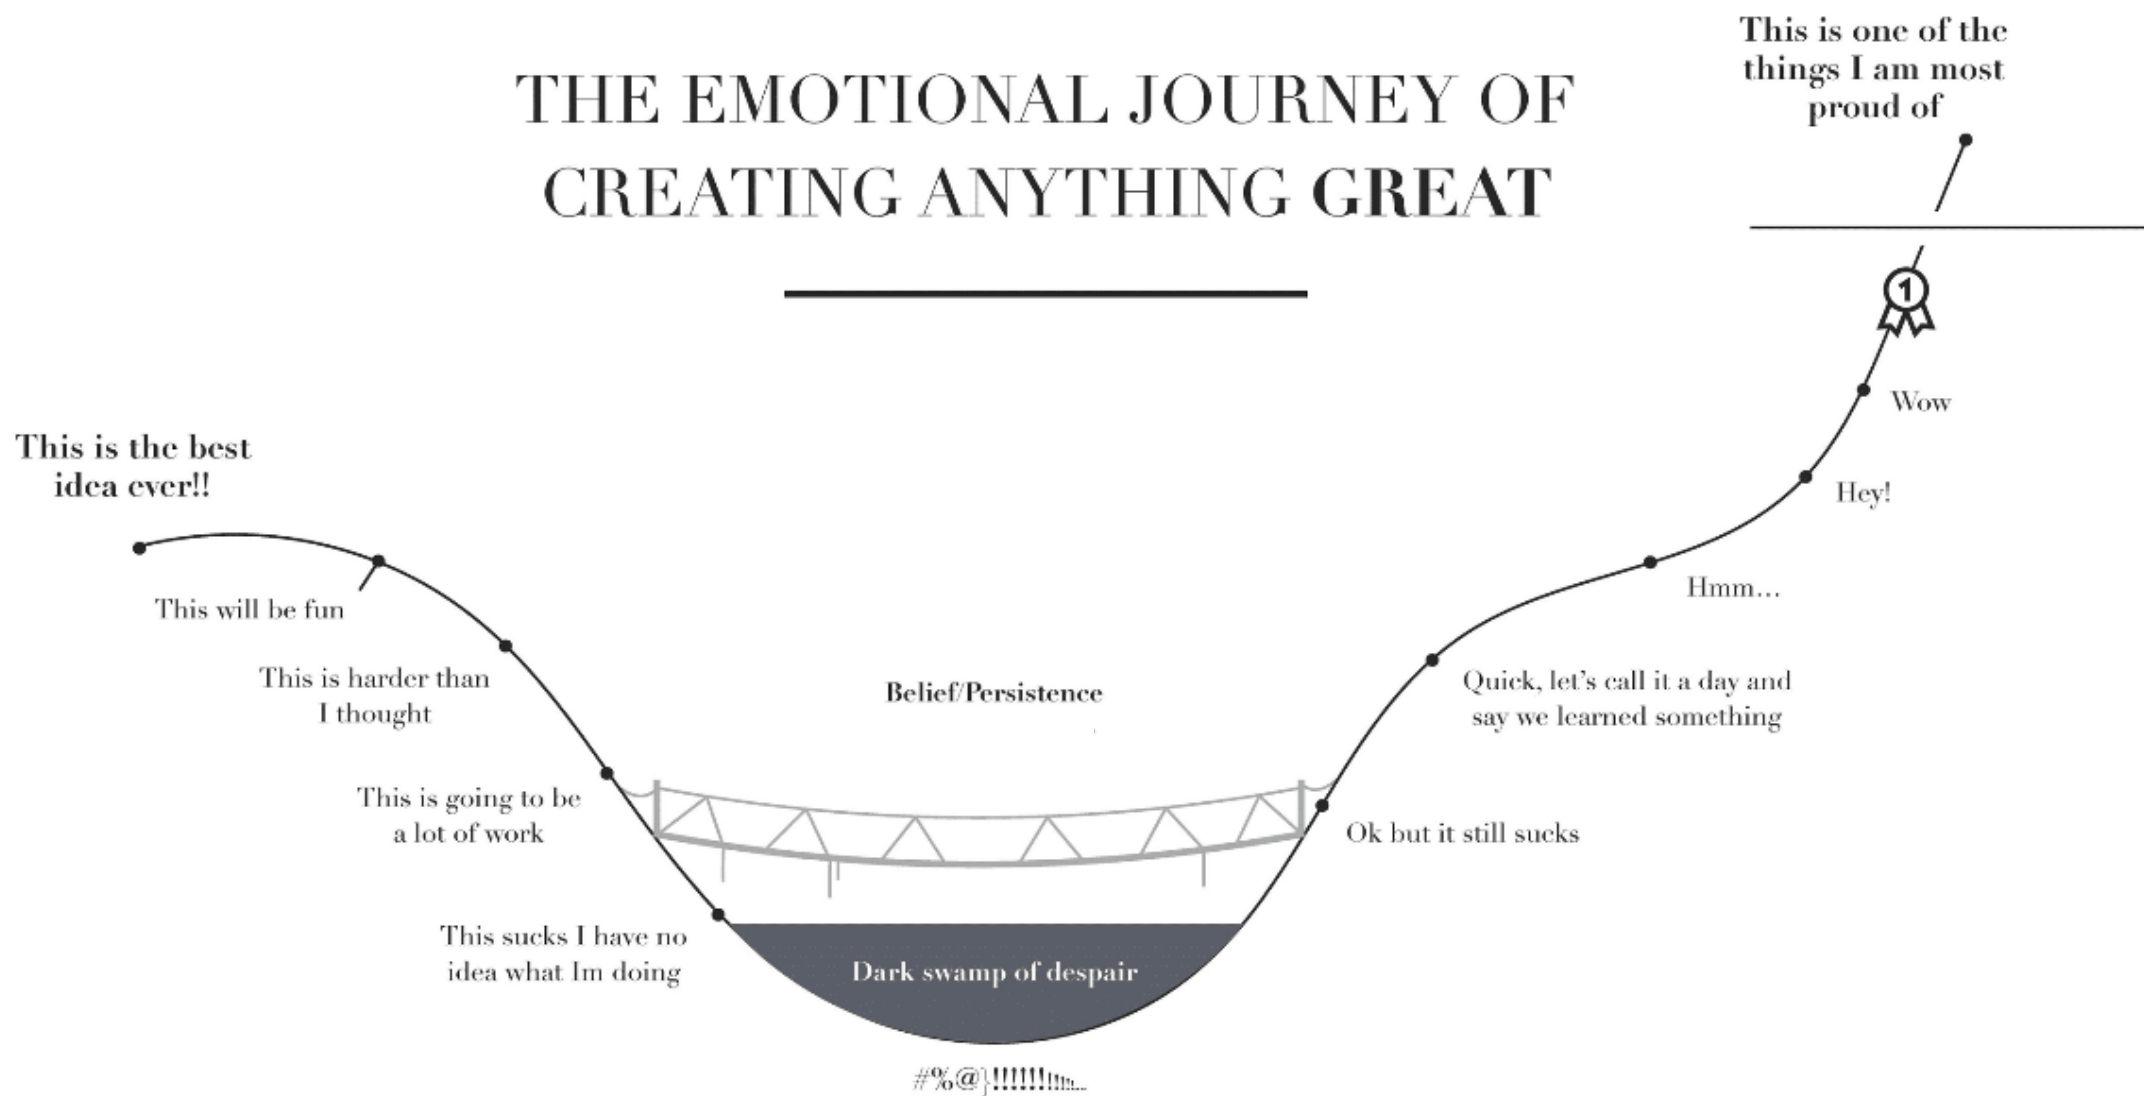 THE EMOTIONAL JOURNEY OF
CREATING ANYTHING GREAT
This is the best
idea ever!!
This will be fun
This is harder than
I thought
This is going to be
a lot of work
This sucks I have no
idea what Im doing
Belief/Persistence
Dark swamp of despair
#%@}!!!!!!!!!!!...
Ok but it still sucks
Quick, let's call it a day and
say we learned something
Hmm...
Hey!
Wow
1
This is one of the
things I am most
proud of